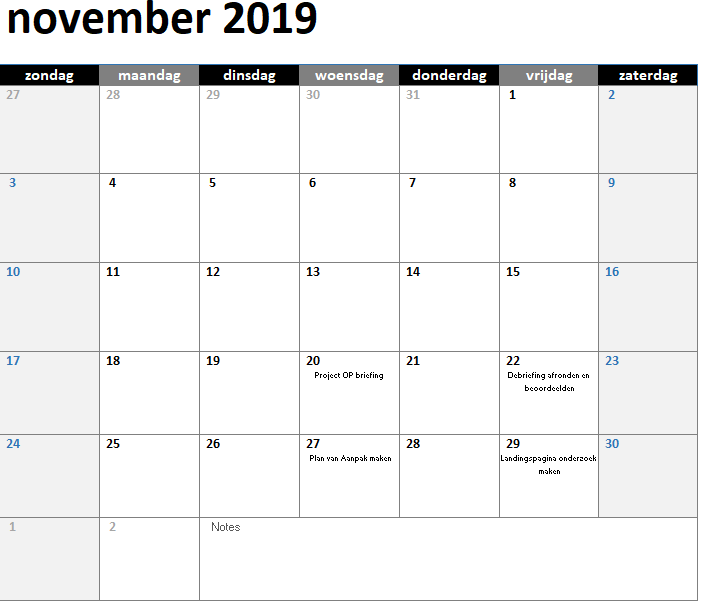 november 2019
zondag maandag dinsdag woensdag donderdag vrijdag zaterdag
27 28 29 30 31 1 2
3 4 5 6 7 8 9
10 11 12 13 14 15 16
17 18 19 20 21 22 23
Project OP briefing Debriefing afronden en
beoordeelden
24 25 26 27 28 29 30
Plan van Aanpak maken Landingspagina onderzoek
maken
1 2 Notes